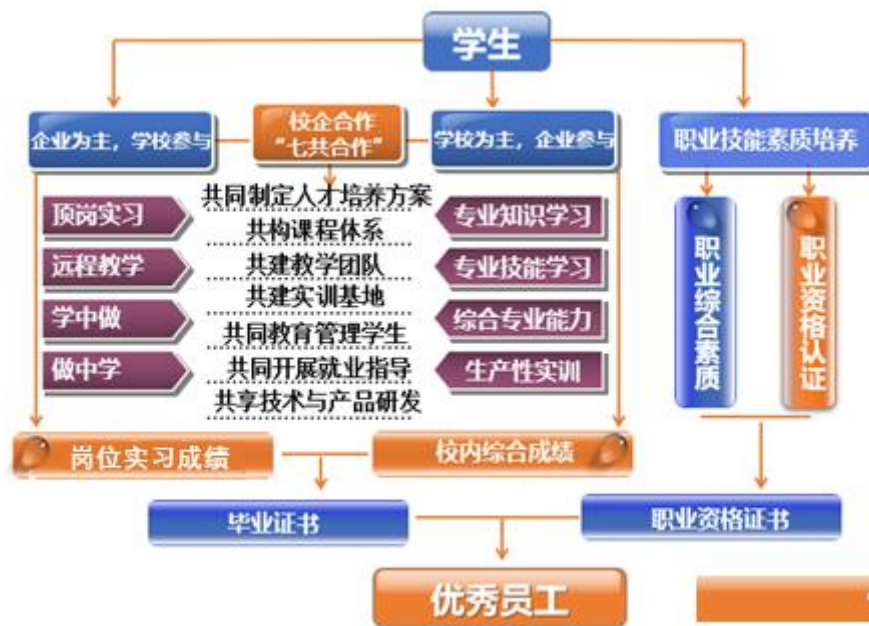 学生
企业为主，学校参与
校企合作
“七共合作”
学校为主，企业参与
职业技能素质培养
顶岗实习
远程教学
学中做
做中学
共同制定人才培养方案
共构课程体系
共建教学团队
共建实训基地
共同教育管理学生
共同开展就业指导
共享技术与产品研发
专业知识学习
专业技能学习
综合专业能力
生产性实训
职业综合素质
职业资格认证
岗位实习成绩
校内综合成绩
毕业证书
职业资格证书
优秀员工